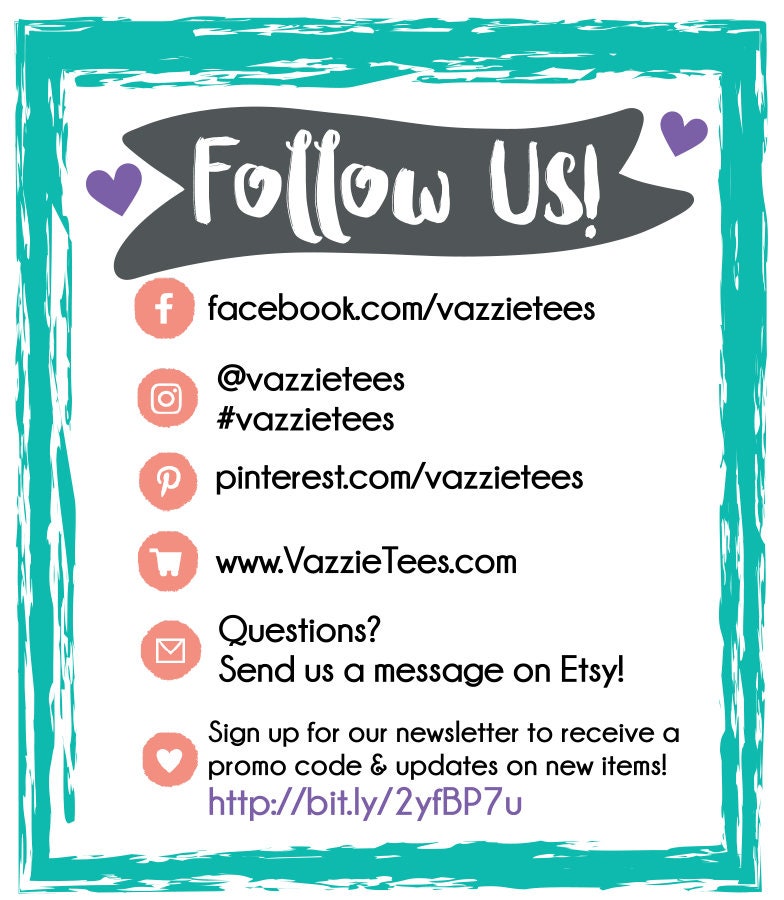 Follow Us!
facebook.com/vazzietees
@vazzietees
#vazzietees
pinterest.com/vazzietees
www.VazzieTees.com
Questions?
Send us a message on Etsy!
Sign up for our newsletter to receive a
promo code & updates on new items!
http://bit.ly/2yfBP7u